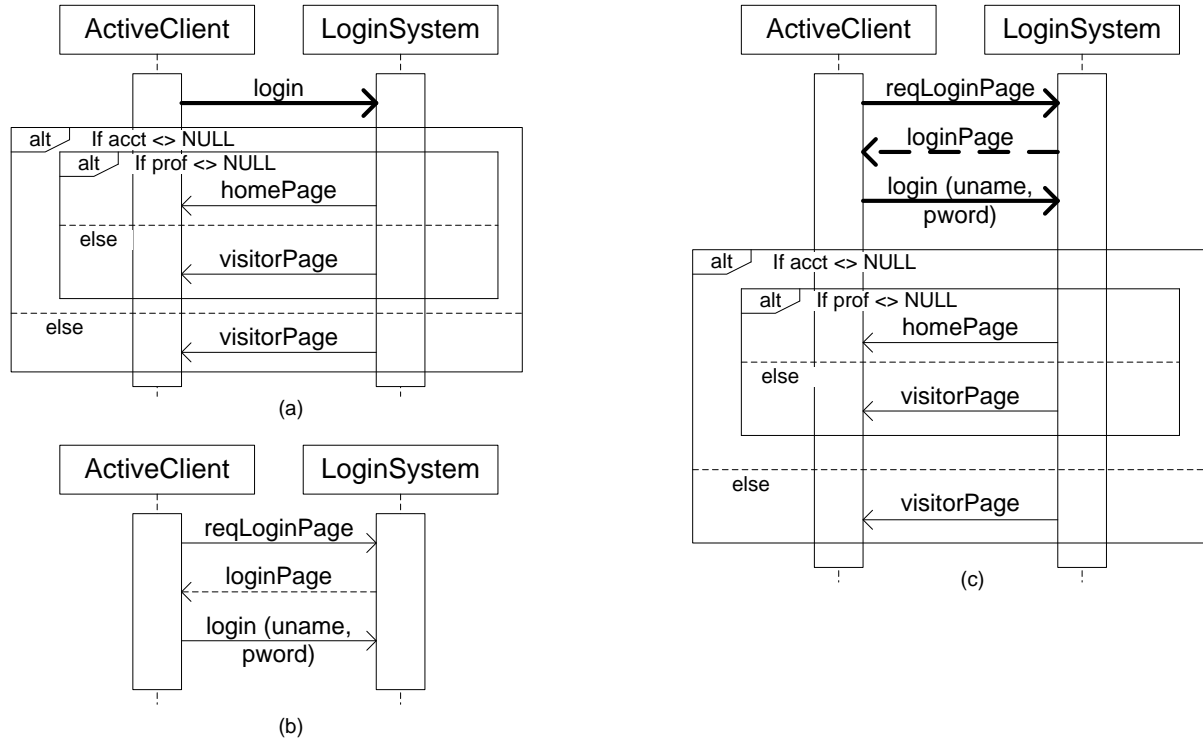 ActiveClient
LoginSystem
login
alt If acct <> NULL
alt If prof <> NULL
homePage
else
visitorPage
else
visitorPage
(a)
ActiveClient
LoginSystem
reqLoginPage
loginPage
login (uname,
pword)
(b)
ActiveClient
LoginSystem
reqLoginPage
loginPage
login (uname,
pword)
alt If acct <> NULL
alt If prof <> NULL
homePage
else
visitorPage
else
visitorPage
(c)